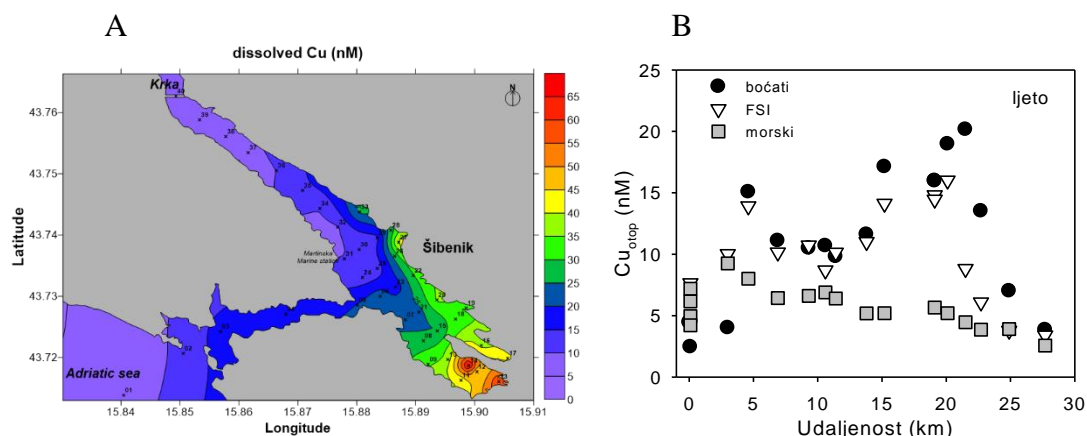 A
B
dissolved Cu (nM)
Krka
N
43.76
43.75
43.74
43.73
43.72
Latitude
Martinska
Marine station
Šibenik
Adriatic sea
15.84 15.85 15.86 15.87 15.88 15.89 15.90 15.91
Longitude
65
60
55
50
45
40
35
30
25
20
15
10
5
0
boćati
FSI
morski
ljeto
25
20
15
10
5
0
Cu otop (nM)
0 5 10 15 20 25 30
Udaljenost (km)